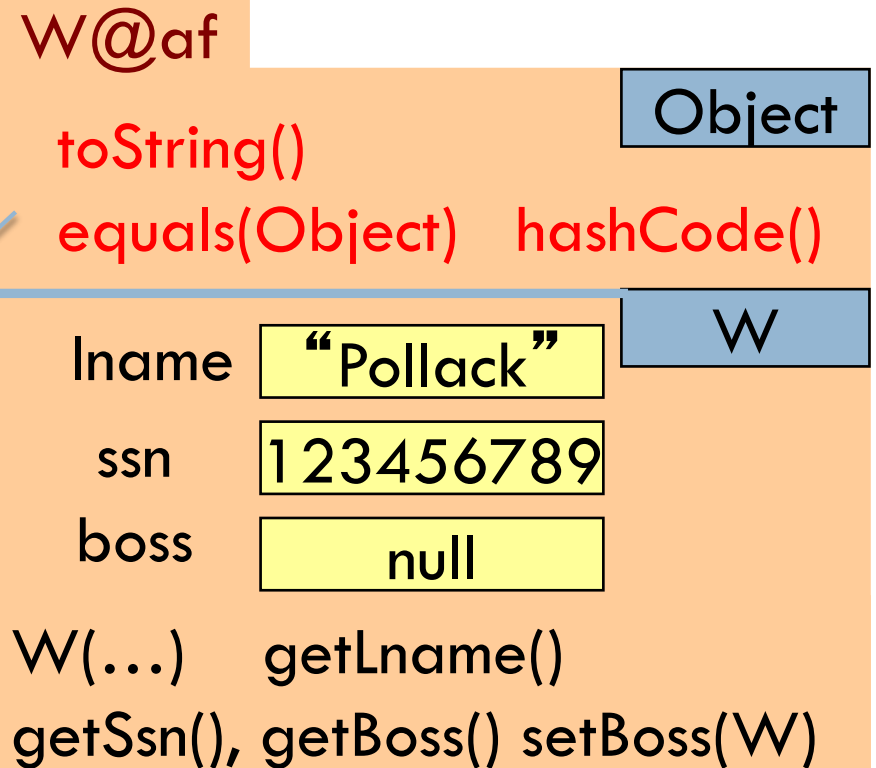 W@af
Object
toString()
equals(Object) hashCode()
W
lname “Pollack”
ssn 123456789
boss null
W(...) getLname()
getSsn(), getBoss() setBoss(W)